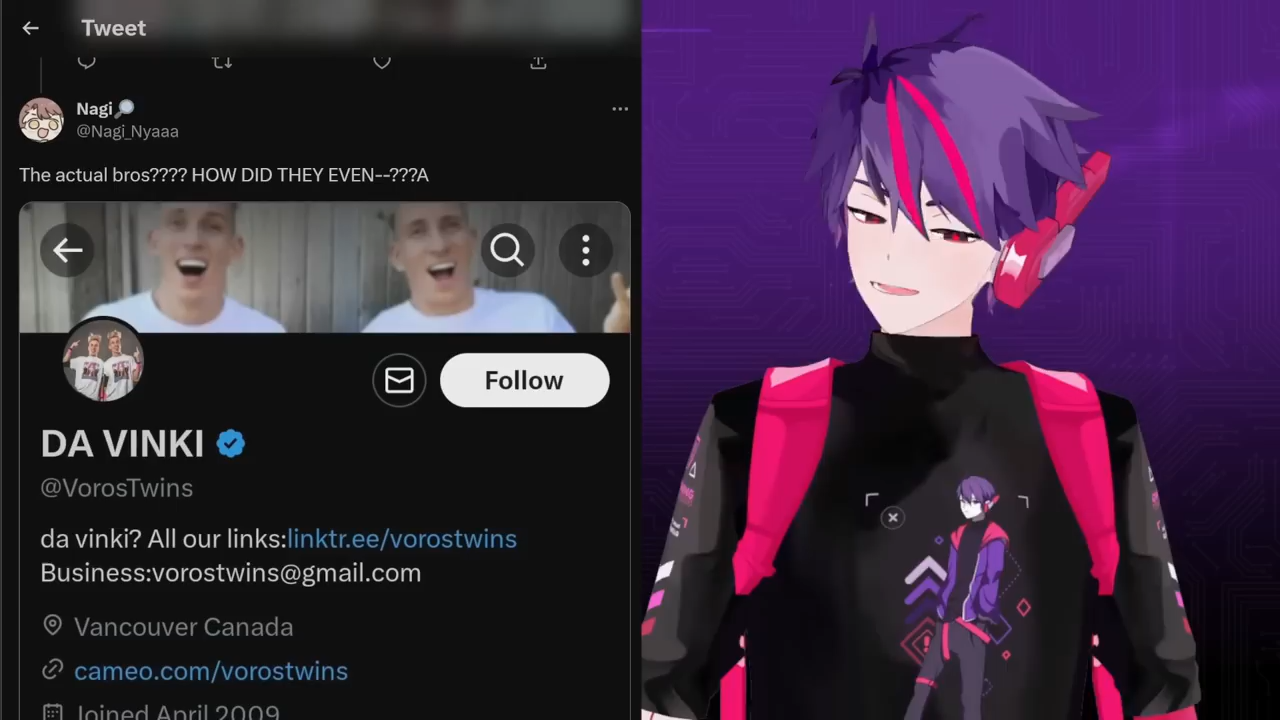 Tweet
Nagi
@Nagi_Nyaaa
The actual bros???? HOW DID THEY EVEN--???A
Follow
DA VINKI
@VorosTwins
da vinki? All our links:linktr.ee/vorostwins
Business:vorostwins@gmail.com
Vancouver Canada
cameo.com/vorostwins
Joined April 2009